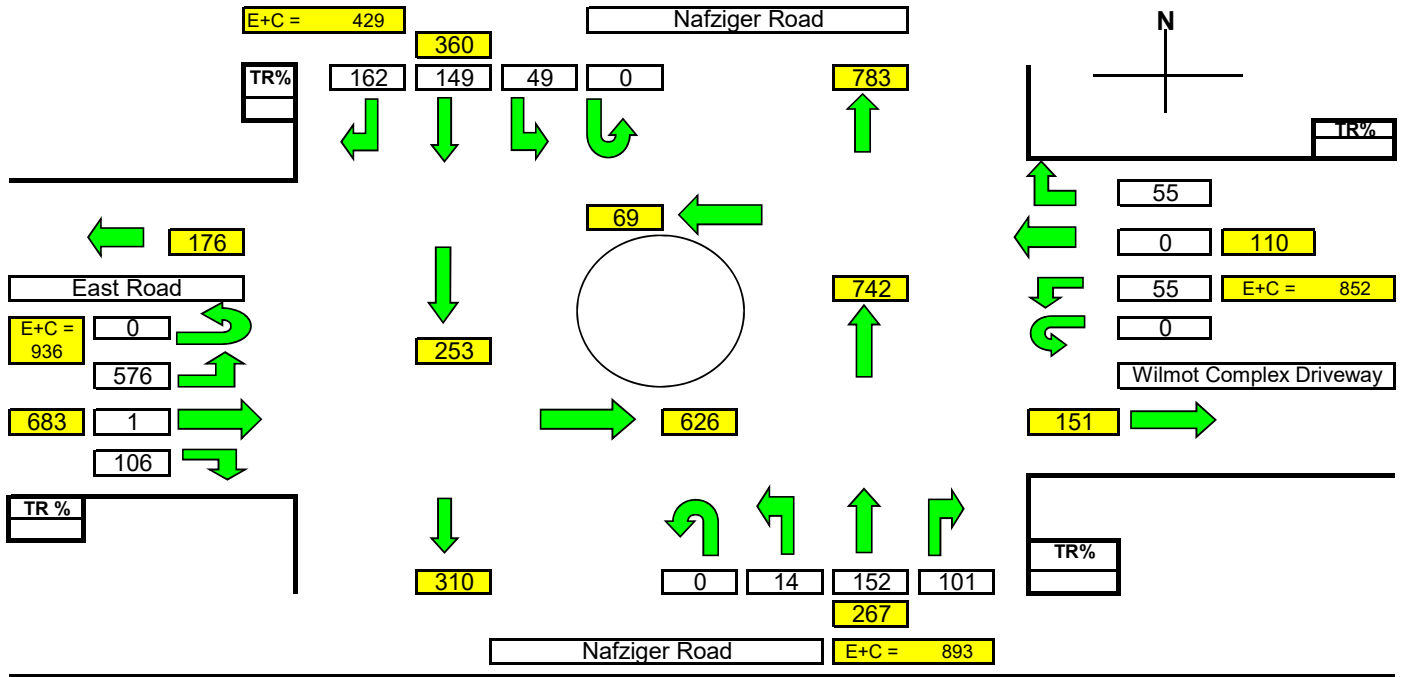 E+C = 429
Nafziger Road
N
360
TR%
162 149 49 0
783
TR%
55
69
176
0 110
East Road
742
55 E+C = 852
E+C =
936
0
0
253
576
Wilmot Complex Driveway
683 1
626
151
106
TR %
TR%
310
0 14 152 101
267
Nafziger Road
E+C = 893